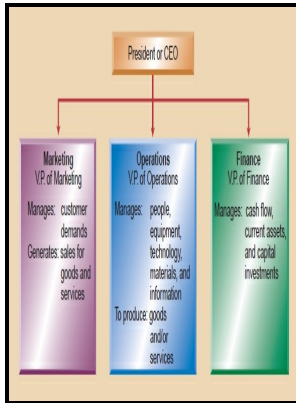 President or CEO
Marketing
V.P. of Marketing
Manages: customer
demands
Generates: sales for
goods and
services
Operations
V.P. of Operations
Manages: people,
equipment,
technology,
materials, and
information
To produce: goods
and/or
services
Finance
V.P. of Finance
Manages: cash flow,
current assets,
and capital
investments